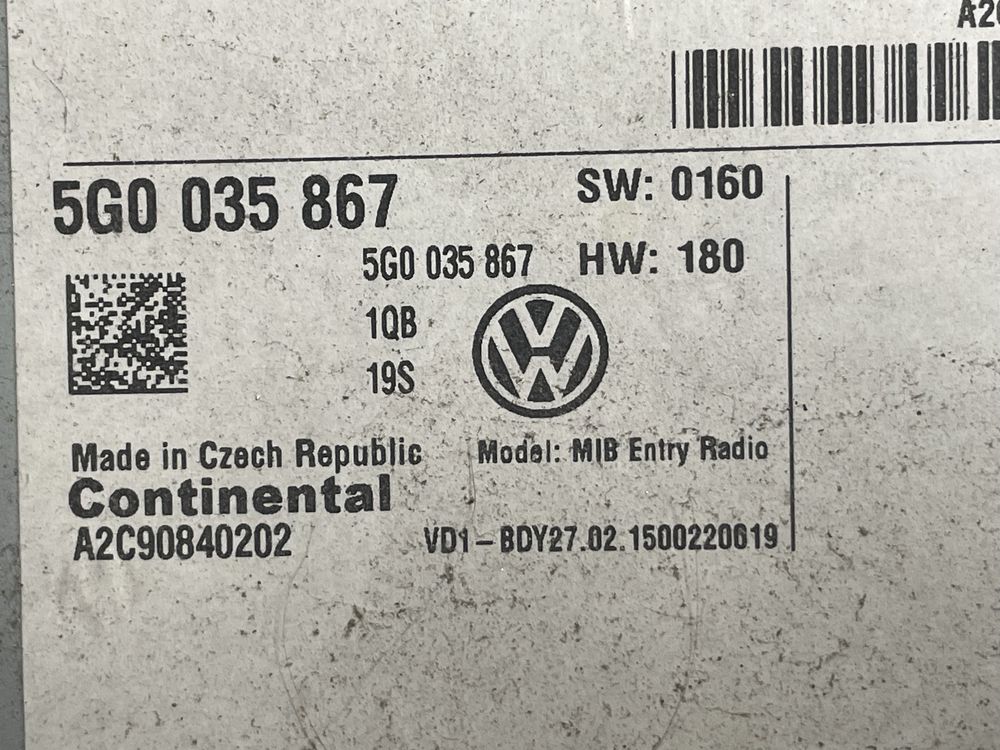 A20
5G0 035 867
SW: 0160
5G0 035 867
HW: 180
1QB
19S
Made in Czech Republic
Model: MIB Entry Radio
Continental
A2C90840202
VD1-BDY27.02.1500220619